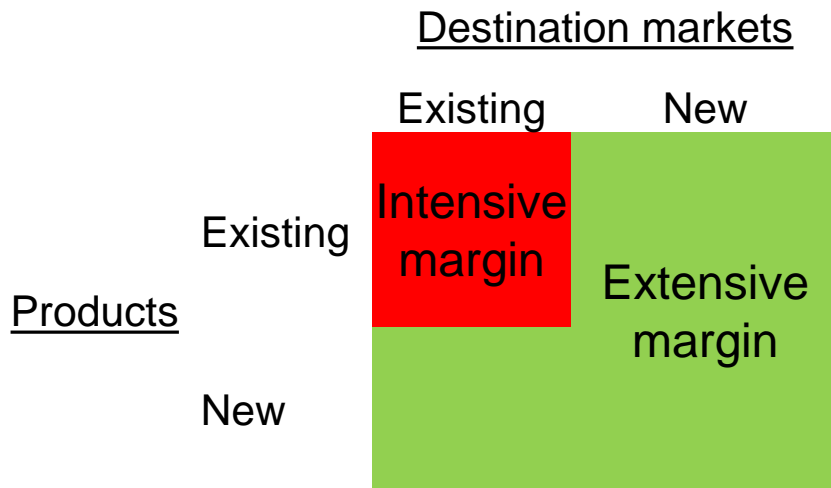 Destination markets
Existing New
Intensive
margin
Existing
Extensive
margin
Products
New